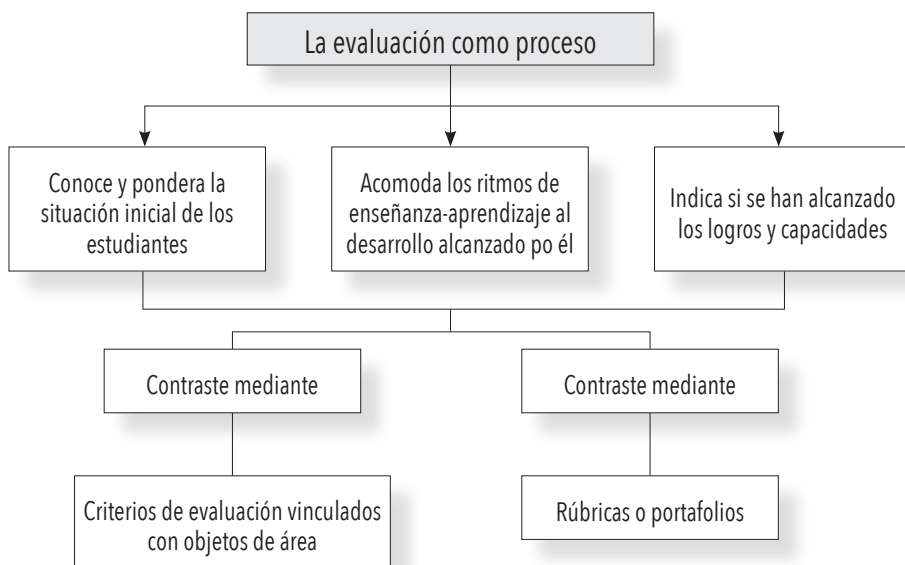 La evaluación como proceso
Conoce y pondera la
situación inicial de los
estudiantes
Acomoda los ritmos de
enseñanza-aprendizaje al
desarrollo alcanzado po él
Indica si se han alcanzado
los logros y capacidades
Contraste mediante
Contraste mediante
Criterios de evaluación vinculados
con objetos de área
Rúbricas o portafolios